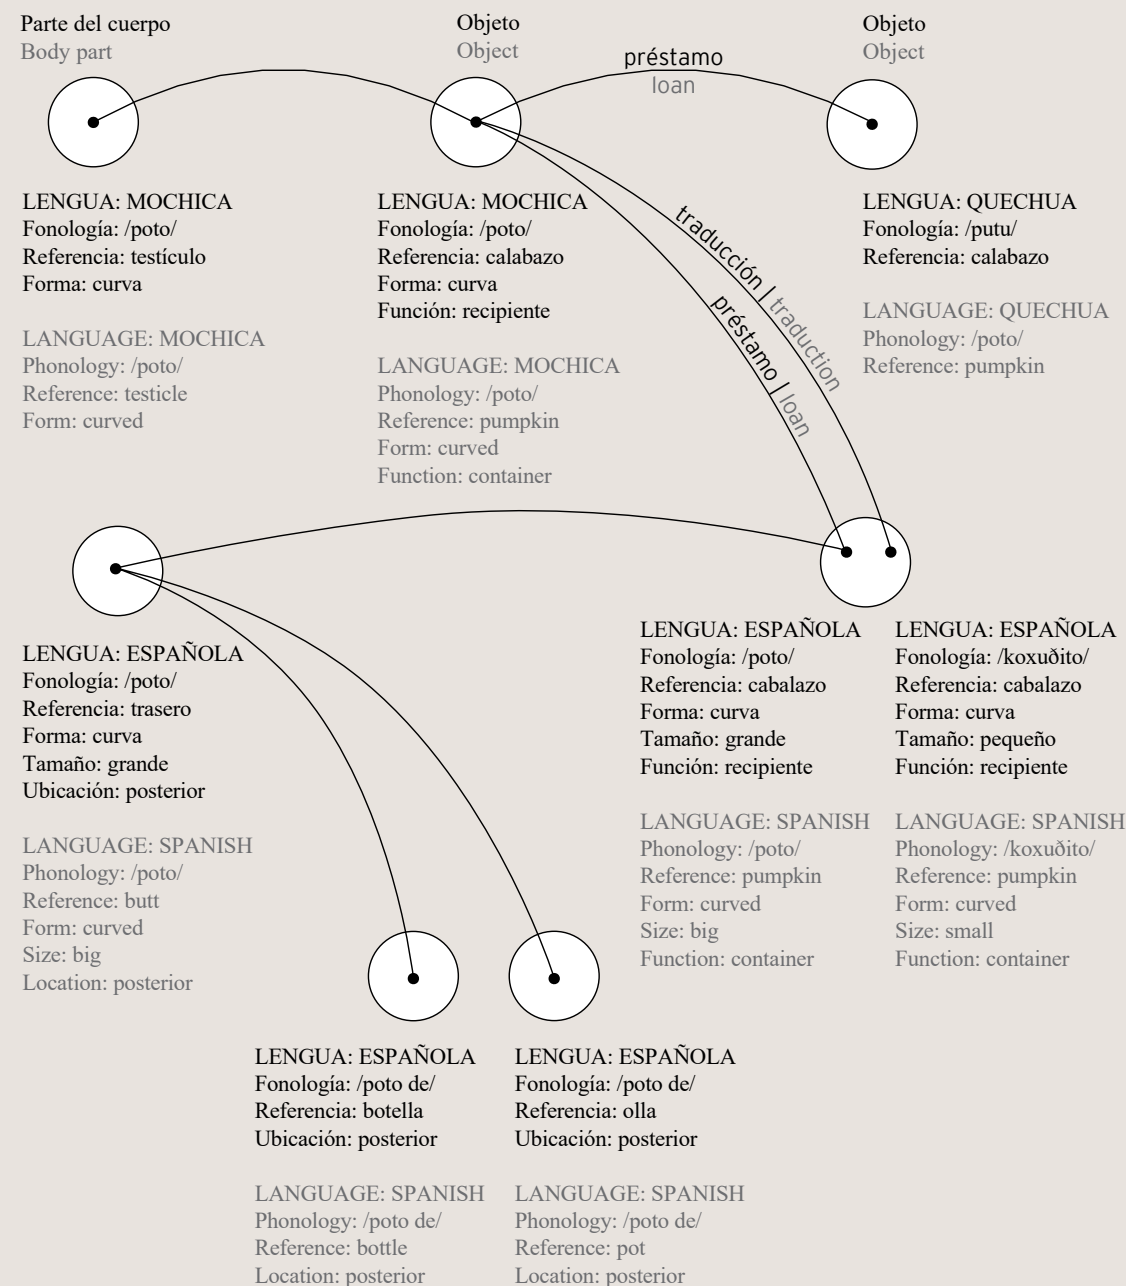 Parte del cuerpo
Body part
Objeto
Object
préstamo
loan
Objeto
Object
LENGUA: MOCHICA
Fonología: /poto/
Referencia: testículo
Forma: curva
LANGUAGE: MOCHICA
Phonology: /poto/
Reference: testicle
Form: curved
LENGUA: MOCHICA
Fonología: /poto/
Referencia: calabazo
Forma: curva
Función: recipiente
LANGUAGE: MOCHICA
Phonology: /poto/
Reference: pumpkin
Form: curved
Function: container
traducción | traduction
préstamo | loan
LENGUA: QUECHUA
Fonología: /putu/
Referencia: calabazo
LANGUAGE: QUECHUA
Phonology: /poto/
Reference: pumpkin
LENGUA: ESPAÑOLA
Fonología: /poto/
Referencia: trasero
Forma: curva
Tamaño: grande
Ubicación: posterior
LANGUAGE: SPANISH
Phonology: /poto/
Reference: butt
Form: curved
Size: big
Location: posterior
LENGUA: ESPAÑOLA
Fonología: /poto/
Referencia: cabalazo
Forma: curva
Tamaño: grande
Función: recipiente
LANGUAGE: SPANISH
Phonology: /poto/
Reference: pumpkin
Form: curved
Size: big
Function: container
LENGUA: ESPAÑOLA
Fonología: /koxuðito/
Referencia: cabalazo
Forma: curva
Tamaño: pequeño
Función: recipiente
LANGUAGE: SPANISH
Phonology: /koxuðito/
Reference: pumpkin
Form: curved
Size: small
Function: container
LENGUA: ESPAÑOLA
Fonología: /poto de/
Referencia: botella
Ubicación: posterior
LANGUAGE: SPANISH
Phonology: /poto de/
Reference: bottle
Location: posterior
LENGUA: ESPAÑOLA
Fonología: /poto de/
Referencia: olla
Ubicación: posterior
LANGUAGE: SPANISH
Phonology: /poto de/
Reference: pot
Location: posterior